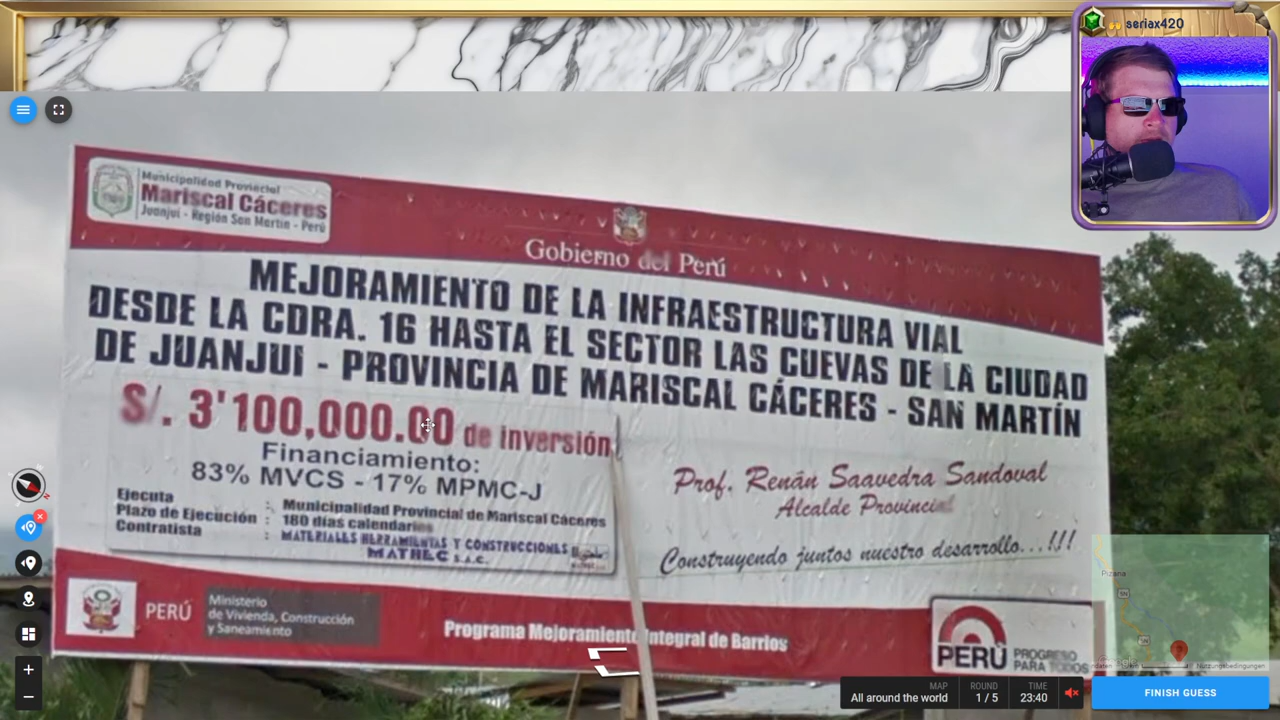 seriax420
Municipalidad Provincial
Mariscal Cáceres
Juanjui - Región San Martín - Perú
Gobierno del Perú
MEJORAMIENTO DE LA INFRAESTRUCTURA VIAL
DESDE LA CDRA. 16 HASTA EL SECTOR LAS CUEVAS DE LA CIUDAD
DE JUANJUI - PROVINCIA DE MARISCAL CÁCERES - SAN MARTÍN
S/. 3'100,000.00 de inversión
Financiamiento:
83% MVCS - 17% MPMC-J
Ejecuta : Municipalidad Provincial de Mariscal Cáceres
Plazo de Ejecución : 180 días calendarios
Contratista : MATERIALES HERRAMIENTAS Y CONSTRUCCIONES
MATHEC S.A.C.
Prof. Renán Saavedra Sandoval
Alcalde Provincial
Construyendo juntos nuestro desarrollo...!!!
PERÚ
Ministerio
de Vivienda, Construcción
y Saneamiento
Programa Mejoramiento Integral de Barrios
PERÚ PROGRESO
PARA TODOS
Pizana
5N
5N
Nutzungsbedingungen
N
MAP
All around the world
ROUND
1 / 5
TIME
23:40
FINISH GUESS